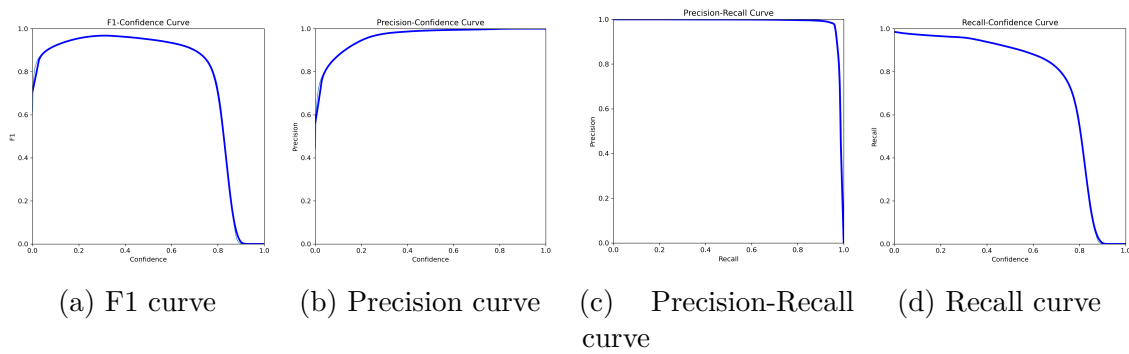 F1-Confidence Curve
1.0
0.8
0.6
0.4
0.2
0.0
F1
0.0 0.2 0.4 0.6 0.8 1.0
Confidence
(a) F1 curve
Precision-Confidence Curve
1.0
0.8
0.6
0.4
0.2
0.0
Precision
0.0 0.2 0.4 0.6 0.8 1.0
Confidence
(b) Precision curve
Precision-Recall Curve
1.0
0.8
0.6
0.4
0.2
0.0
Precision
0.0 0.2 0.4 0.6 0.8 1.0
Recall
(c) Precision-Recall
curve
Recall-Confidence Curve
1.0
0.8
0.6
0.4
0.2
0.0
Recall
0.0 0.2 0.4 0.6 0.8 1.0
Confidence
(d) Recall curve